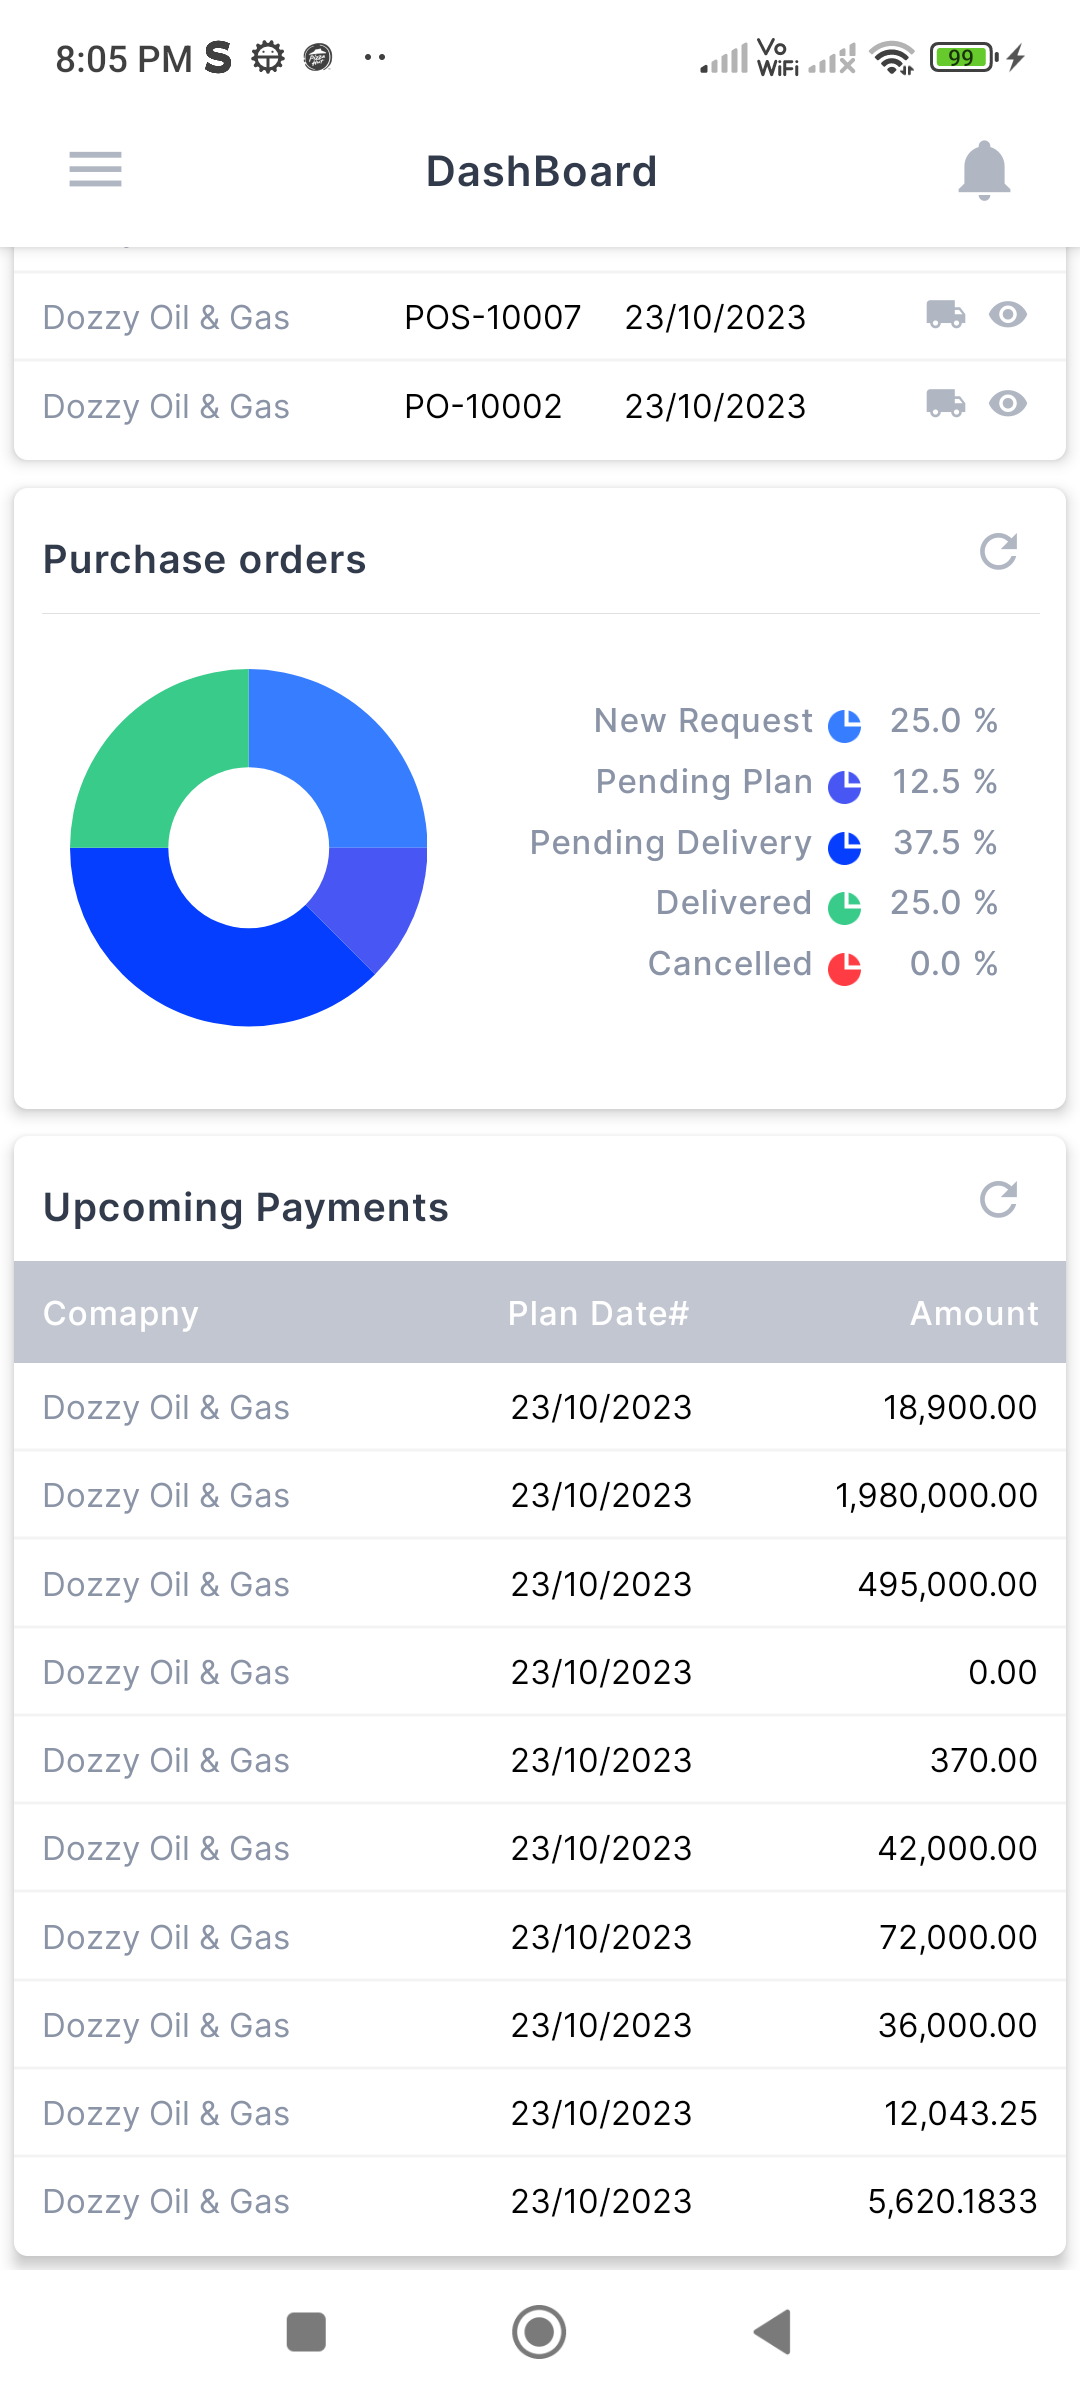 8:05 PM S
Vo
WiFi
99
DashBoard
Dozzy Oil & Gas POS-10007 23/10/2023
Dozzy Oil & Gas PO-10002 23/10/2023
Purchase orders
New Request 25.0 %
Pending Plan 12.5 %
Pending Delivery 37.5 %
Delivered 25.0 %
Cancelled 0.0 %
Upcoming Payments
Comapny Plan Date# Amount
Dozzy Oil & Gas 23/10/2023 18,900.00
Dozzy Oil & Gas 23/10/2023 1,980,000.00
Dozzy Oil & Gas 23/10/2023 495,000.00
Dozzy Oil & Gas 23/10/2023 0.00
Dozzy Oil & Gas 23/10/2023 370.00
Dozzy Oil & Gas 23/10/2023 42,000.00
Dozzy Oil & Gas 23/10/2023 72,000.00
Dozzy Oil & Gas 23/10/2023 36,000.00
Dozzy Oil & Gas 23/10/2023 12,043.25
Dozzy Oil & Gas 23/10/2023 5,620.1833